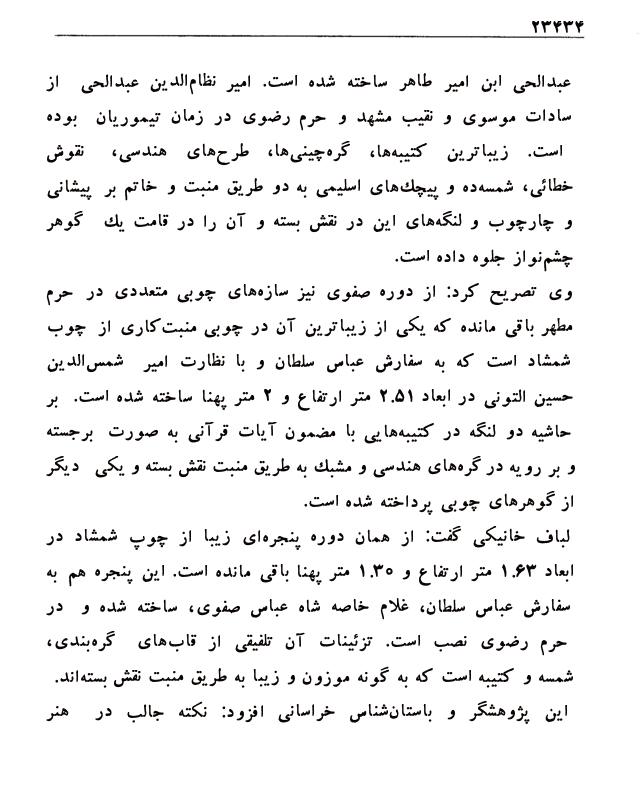 ۲۳۴۳۴
عبدالحی ابن امیر طاهر ساخته شده است. امیر نظام‌الدین عبدالحی از
سادات موسوی و نقیب مشهد و حرم رضوی در زمان تیموریان بوده
است. زیباترین کتیبه‌ها، گره‌چینی‌ها، طرح‌های هندسی، نقوش
خطائی، شمسه‌ده و پیچك‌های اسلیمی به دو طریق منبت و خاتم بر پیشانی
و چارچوب و لنگه‌های این در نقش بسته و آن را در قامت یك گوهر
چشم‌نواز جلوه داده است.
وی تصریح کرد: از دوره صفوی نیز سازه‌های چوبی متعددی در حرم
مطهر باقی مانده که یکی از زیباترین آن در چوبی منبت‌کاری از چوب
شمشاد است که به سفارش عباس سلطان و با نظارت امیر شمس‌الدین
حسین التونی در ابعاد ۲.۵۱ متر ارتفاع و ۲ متر پهنا ساخته شده است. بر
حاشیه دو لنگه در کتیبه‌هایی با مضمون آیات قرآنی به صورت برجسته
و بر رویه در گره‌های هندسی و مشبك به طریق منبت نقش بسته و یکی دیگر
از گوهرهای چوبی پرداخته شده است.
لباف خانیکی گفت: از همان دوره پنجره‌ای زیبا از چوپ شمشاد در
ابعاد ۱.۶۳ متر ارتفاع و ۱.۳۰ متر پهنا باقی مانده است. این پنجره هم به
سفارش عباس سلطان، غلام خاصه شاه عباس صفوی، ساخته شده و در
حرم رضوی نصب است. تزئینات آن تلفیقی از قاب‌های گره‌بندی،
شمسه و کتیبه است که به گونه موزون و زیبا به طریق منبت نقش بسته‌اند.
این پژوهشگر و باستان‌شناس خراسانی افزود: نکته جالب در هنر